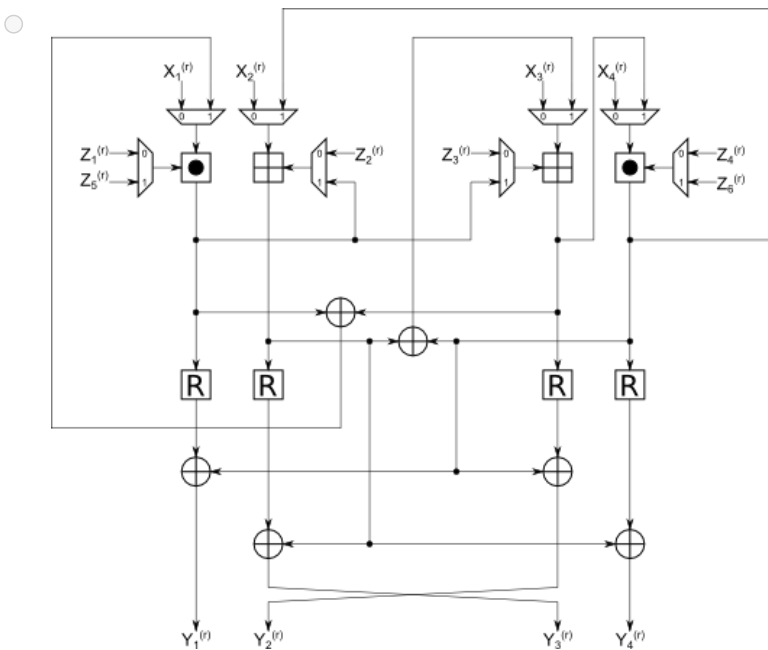 X₁⁽ʳ⁾ X₂⁽ʳ⁾ X₃⁽ʳ⁾ X₄⁽ʳ⁾
0 1 0 1 0 1 0 1
Z₁⁽ʳ⁾ 0 0 Z₂⁽ʳ⁾ Z₃⁽ʳ⁾ 0 0 Z₄⁽ʳ⁾
Z₅⁽ʳ⁾ 1 1 1 1 Z₆⁽ʳ⁾
R R R R
Y₁⁽ʳ⁾ Y₂⁽ʳ⁾ Y₃⁽ʳ⁾ Y₄⁽ʳ⁾